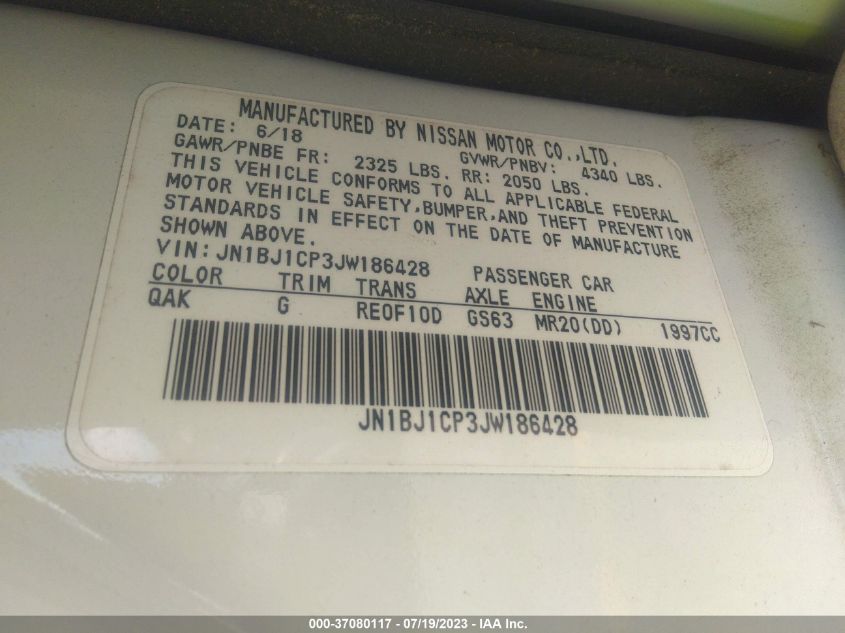 MANUFACTURED BY NISSAN MOTOR CO.,LTD.
DATE: 6/18 GVWR/PNBV: 4340 LBS.
GAWR/PNBE FR: 2325 LBS. RR: 2050 LBS.
THIS VEHICLE CONFORMS TO ALL APPLICABLE FEDERAL
MOTOR VEHICLE SAFETY,BUMPER,AND THEFT PREVENTION
STANDARDS IN EFFECT ON THE DATE OF MANUFACTURE
SHOWN ABOVE.
VIN:JN1BJ1CP3JW186428 PASSENGER CAR
COLOR TRIM TRANS AXLE ENGINE
QAK G RE0F10D GS63 MR20(DD) 1997CC
JN1BJ1CP3JW186428
000-37080117 - 07/19/2023 - IAA Inc.